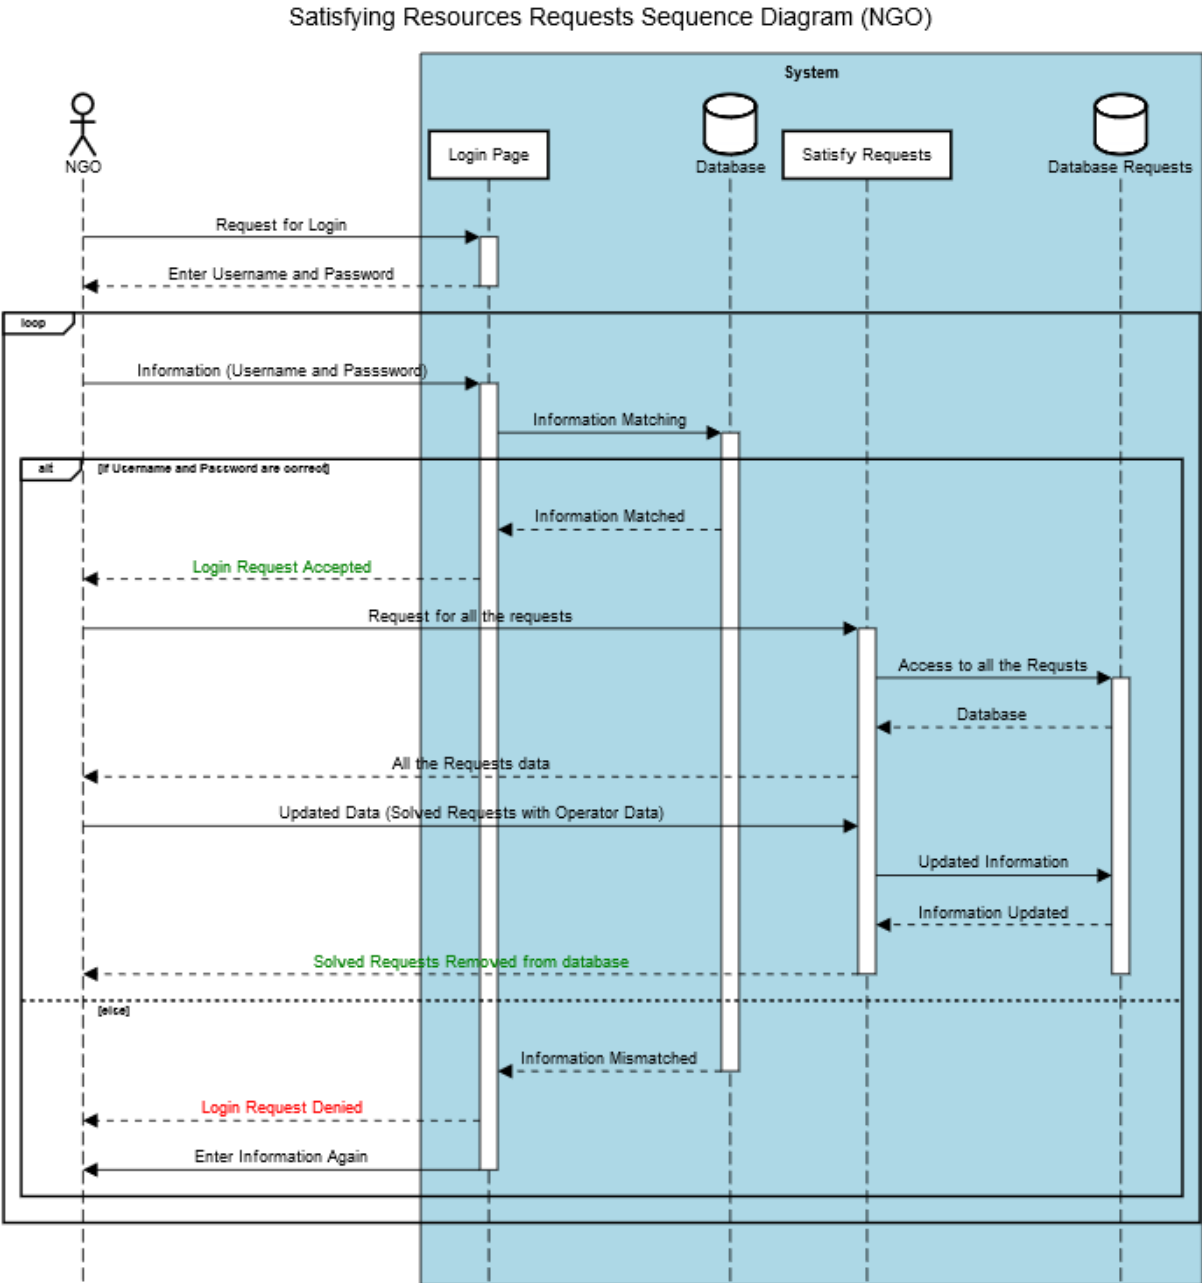 Satisfying Resources Requests Sequence Diagram (NGO)
System
NGO
Login Page
Database
Satisfy Requests
Database Requests
Request for Login
Enter Username and Password
loop
Information (Username and Passsword)
Information Matching
alt
[If Username and Password are correct]
Information Matched
Login Request Accepted
Request for all the requests
Access to all the Requsts
Database
All the Requests data
Updated Data (Solved Requests with Operator Data)
Updated Information
Information Updated
Solved Requests Removed from database
[else]
Information Mismatched
Login Request Denied
Enter Information Again